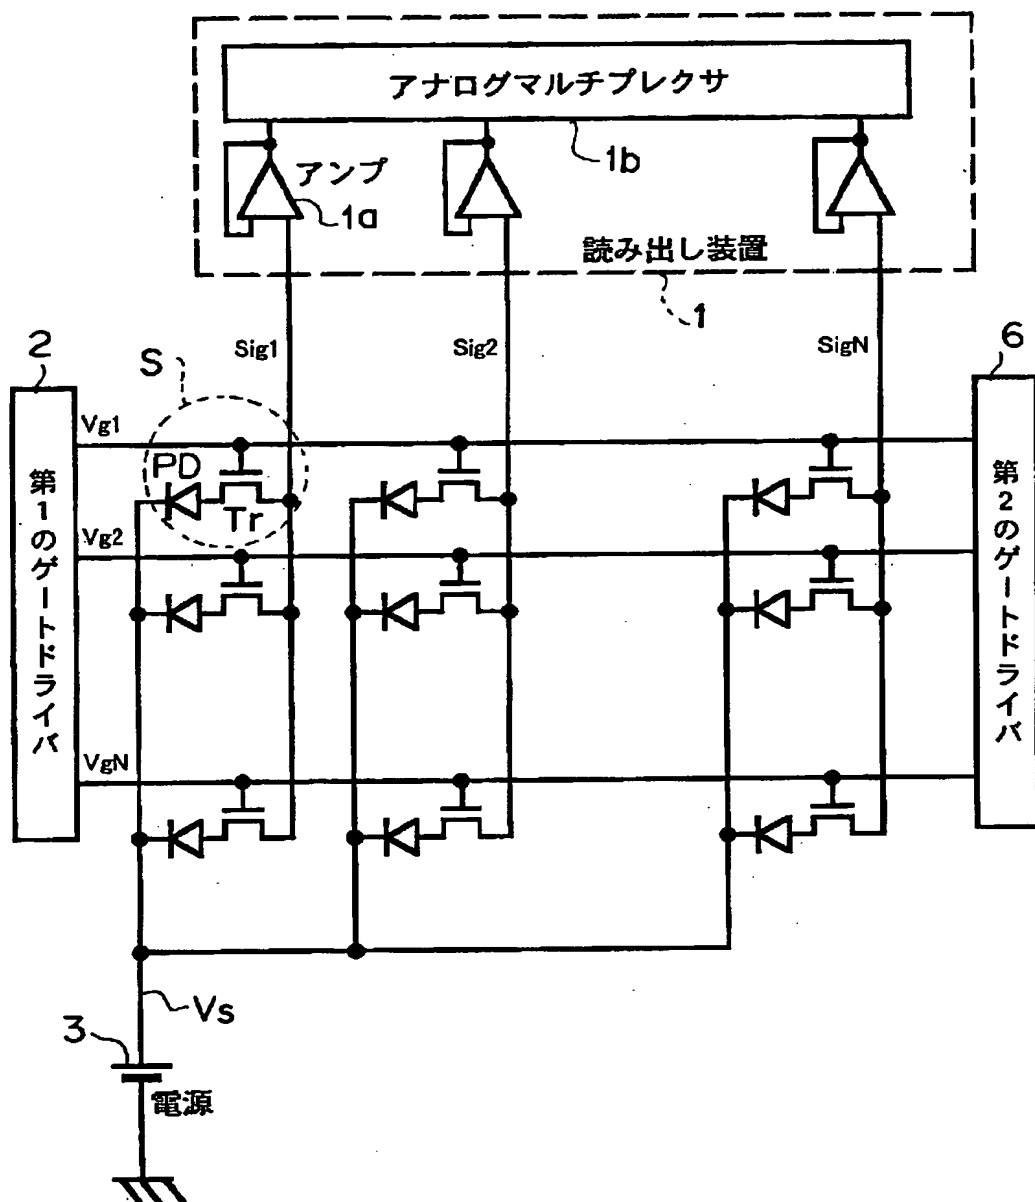 アナログマルチプレクサ
アンプ
1a
1b
読み出し装置
1
2
S
Sig1
Sig2
SigN
6
Vg1
PD
Tr
第1のゲートドライバ
Vg2
第2のゲートドライバ
VgN
Vs
3
電源